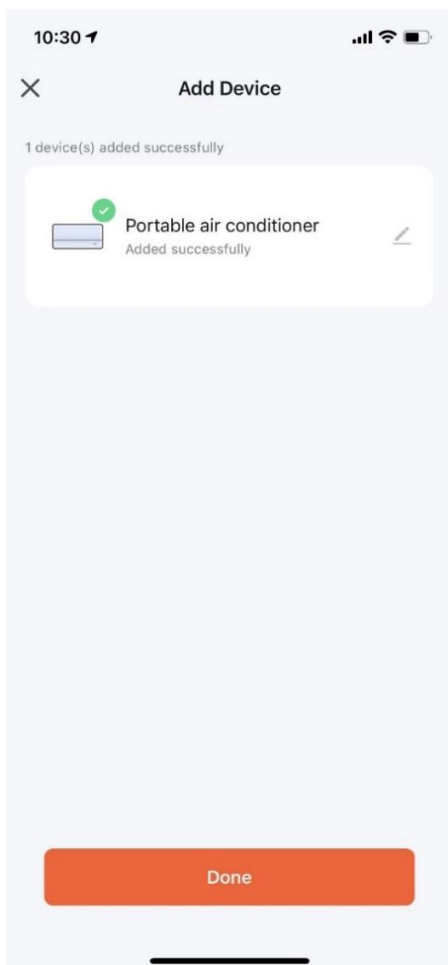 10:30
Add Device
1 device(s) added successfully
Portable air conditioner
Added successfully
Done